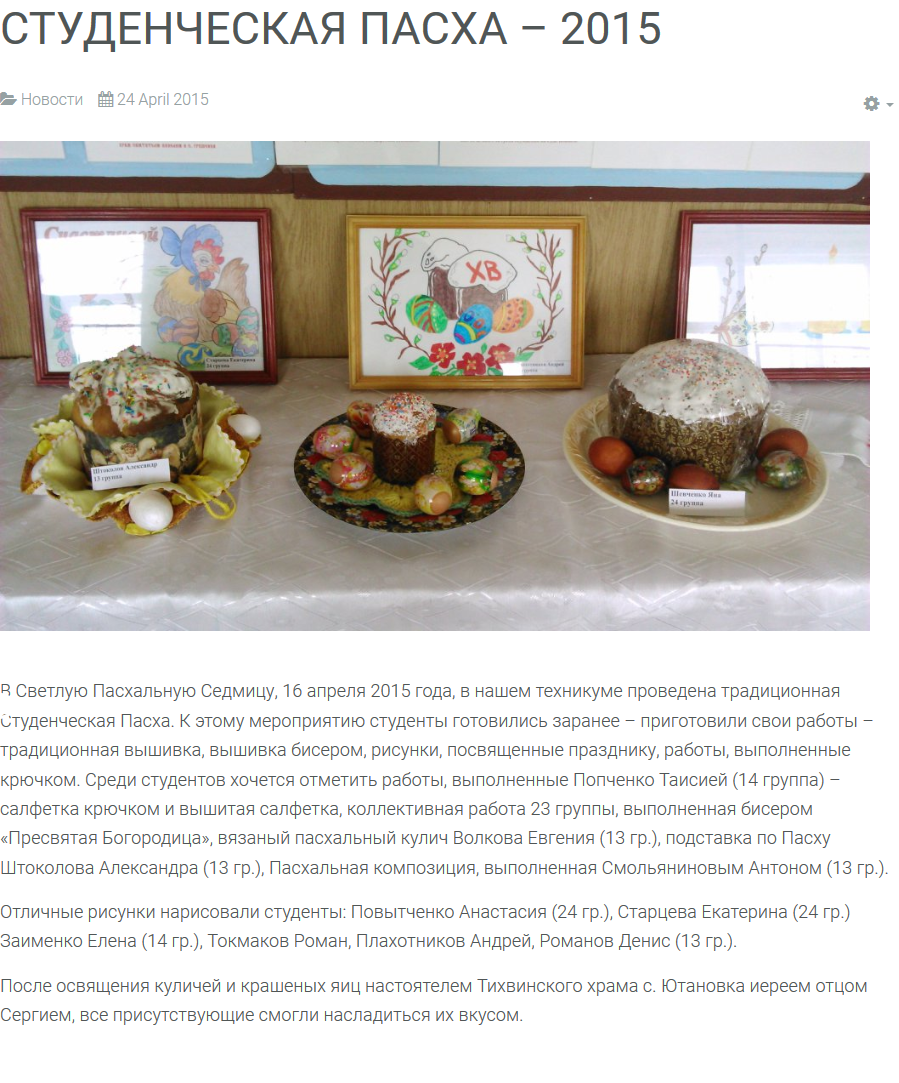 СТУДЕНЧЕСКАЯ ПАСХА – 2015
Новости 24 April 2015
Счастливой
Старцева Екатерина
24 группа
ХВ
Андрей
Штоколов Александр
13 группа
Шевченко Яна
24 группа
В Светлую Пасхальную Седмицу, 16 апреля 2015 года, в нашем техникуме проведена традиционная
Студенческая Пасха. К этому мероприятию студенты готовились заранее – приготовили свои работы –
традиционная вышивка, вышивка бисером, рисунки, посвященные празднику, работы, выполненные
крючком. Среди студентов хочется отметить работы, выполненные Попченко Таисией (14 группа) –
салфетка крючком и вышитая салфетка, коллективная работа 23 группы, выполненная бисером
«Пресвятая Богородица», вязаный пасхальный кулич Волкова Евгения (13 гр.), подставка по Пасху
Штоколова Александра (13 гр.), Пасхальная композиция, выполненная Смольяниновым Антоном (13 гр.).
Отличные рисунки нарисовали студенты: Повытченко Анастасия (24 гр.), Старцева Екатерина (24 гр.)
Заименко Елена (14 гр.), Токмаков Роман, Плахотников Андрей, Романов Денис (13 гр.).
После освящения куличей и крашеных яиц настоятелем Тихвинского храма с. Ютановка иереем отцом
Сергием, все присутствующие смогли насладиться их вкусом.